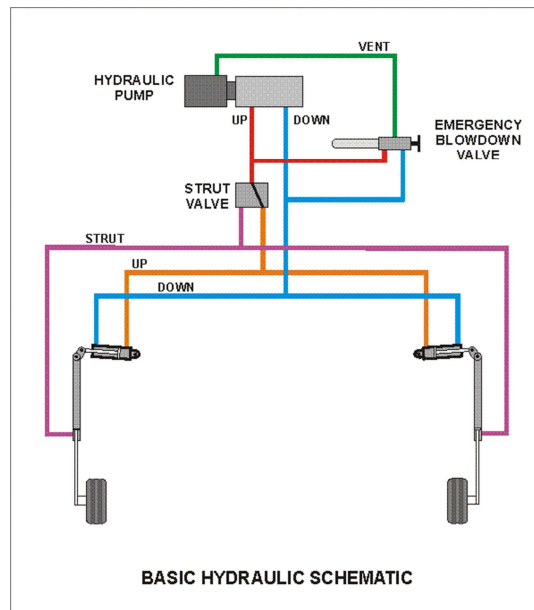 VENT
HYDRAULIC
PUMP
UP
DOWN
EMERGENCY
BLOWDOWN
VALVE
STRUT
VALVE
STRUT
UP
DOWN
BASIC HYDRAULIC SCHEMATIC